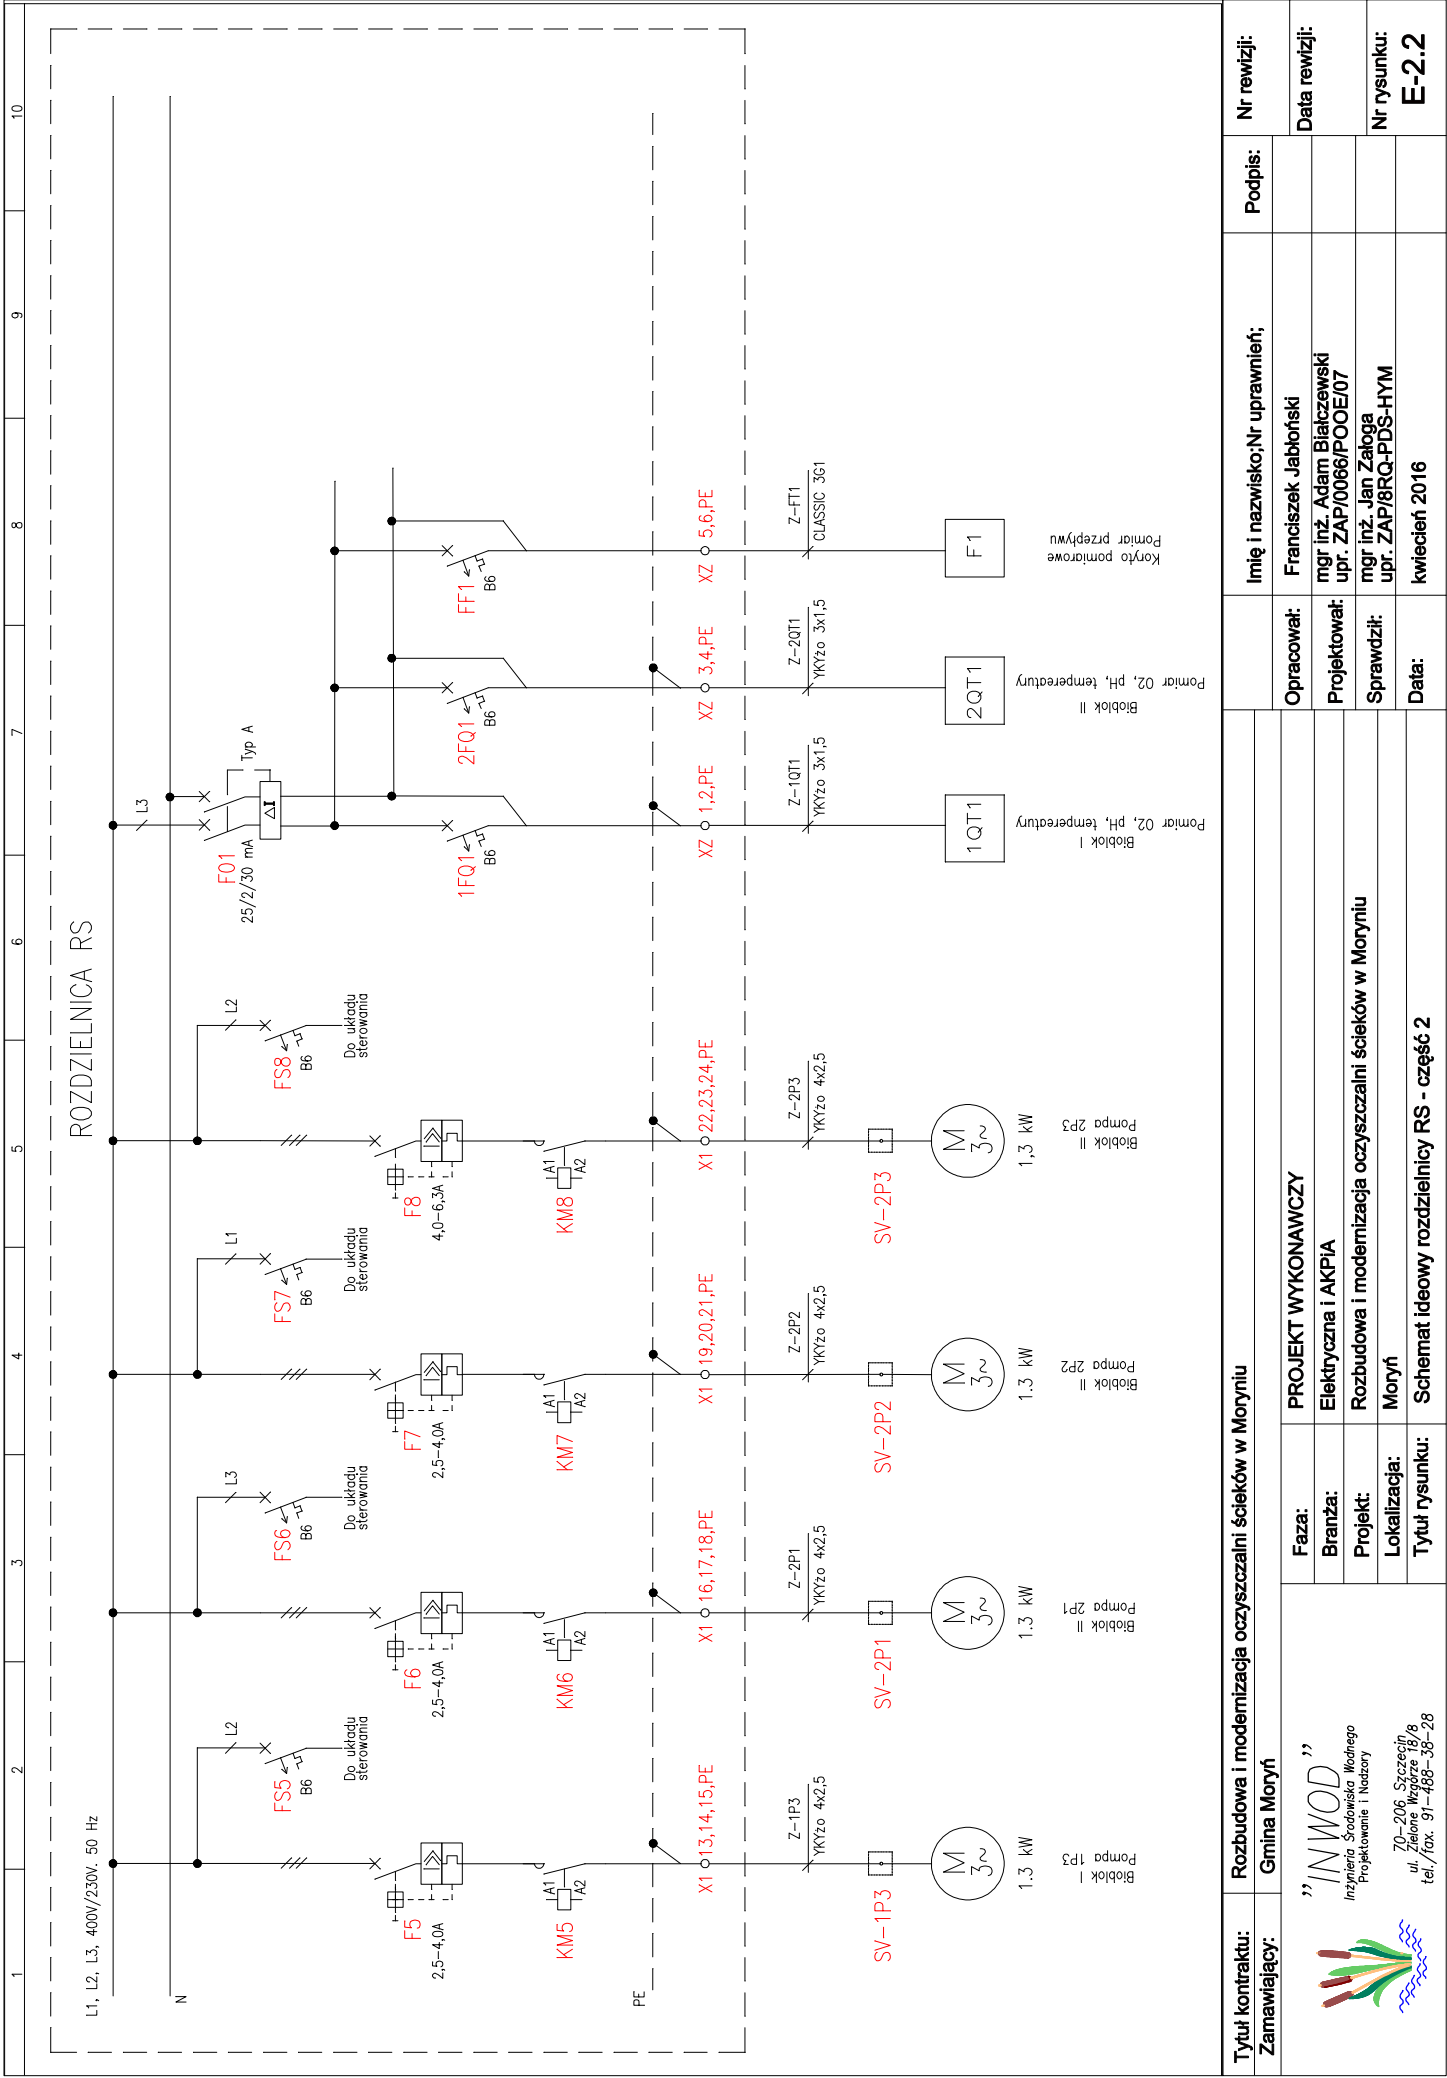 1 2 3 4 5 6 7 8 9 10
ROZDZIELNICA RS
L1, L2, L3, 400V/230V. 50 Hz
N
PE
L2
FS5
B6
Do układu
sterowania
F5
2,5-4,0A
A1
A2
KM5
X1 13,14,15,PE
Z-1P3
YKYżo 4x2,5
SV-1P3
M
3~
1.3 kW
Bioblok I
Pompa 1P3
L3
FS6
B6
Do układu
sterowania
F6
2,5-4,0A
A1
A2
KM6
X1 16,17,18,PE
Z-2P1
YKYżo 4x2,5
SV-2P1
M
3~
1.3 kW
Bioblok II
Pompa 2P1
L1
FS7
B6
Do układu
sterowania
F7
2,5-4,0A
A1
A2
KM7
X1 19,20,21,PE
Z-2P2
YKYżo 4x2,5
SV-2P2
M
3~
1.3 kW
Bioblok II
Pompa 2P2
L2
FS8
B6
Do układu
sterowania
F8
4,0-6,3A
A1
A2
KM8
X1 22,23,24,PE
Z-2P3
YKYżo 4x2,5
SV-2P3
M
3~
1,3 kW
Bioblok II
Pompa 2P3
L3
F01
25/2/30 mA
ΔI
Typ A
1FQ1
B6
XZ 1,2,PE
Z-1QT1
YKYżo 3x1,5
1QT1
Bioblok I
Pomiar O2, pH, tempereatury
2FQ1
B6
XZ 3,4,PE
Z-2QT1
YKYżo 3x1,5
2QT1
Bioblok II
Pomiar O2, pH, tempereatury
FF1
B6
XZ 5,6,PE
Z-FT1
CLASSIC 3G1
F1
Koryto pomiarowe
Pomiar przepływu
Tytuł kontraktu: Rozbudowa i modernizacja oczyszczalni ścieków w Moryniu
Zamawiający: Gmina Moryń
,,INWOD''
Inżynieria Środowiska Wodnego
Projektowanie i Nadzory
70-206 Szczecin
ul. Zielone Wzgórze 18/8
tel./fax. 91-488-38-28
Faza: PROJEKT WYKONAWCZY
Branża: Elektryczna i AKPiA
Projekt: Rozbudowa i modernizacja oczyszczalni ścieków w Moryniu
Lokalizacja: Moryń
Tytuł rysunku: Schemat ideowy rozdzielnicy RS - część 2
Imię i nazwisko;Nr uprawnień; Podpis:
Opracował: Franciszek Jabłoński
Projektował: mgr inż. Adam Białczewski
upr. ZAP/0066/POOE/07
Sprawdził: mgr inż. Jan Załoga
upr. ZAP/8RQ-PDS-HYM
Data: kwiecień 2016
Nr rewizji:
Data rewizji:
Nr rysunku:
E-2.2